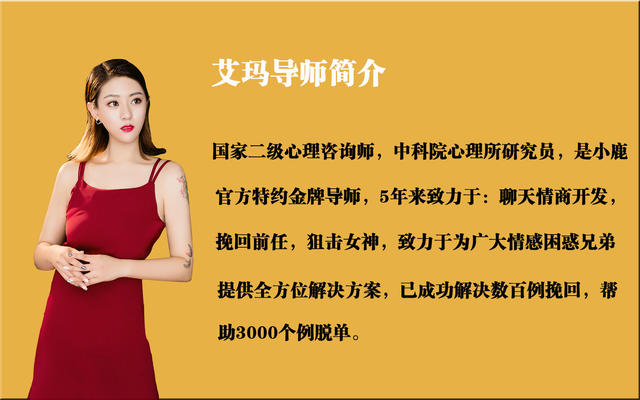 艾玛导师简介
国家二级心理咨询师，中科院心理所研究员，是小鹿
官方特约金牌导师，5年来致力于：聊天情商开发，
挽回前任，狙击女神，致力于为广大情感困惑兄弟
提供全方位解决方案，已成功解决数百例挽回，帮
助3000个例脱单。